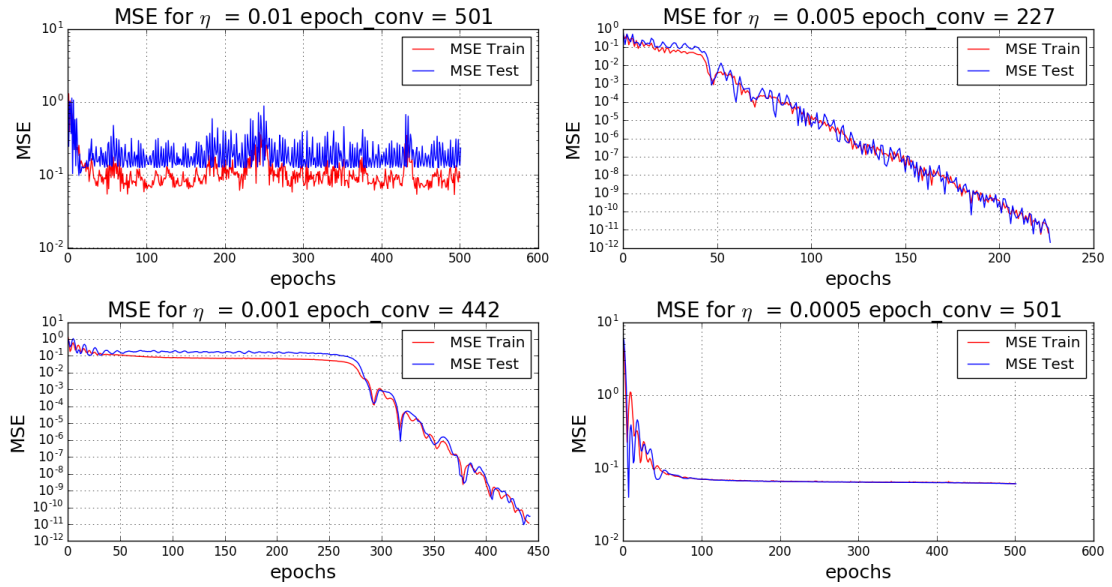 MSE for η = 0.01 epoch_conv = 501
10^1
10^0
10^-1
10^-2
MSE
0 100 200 300 400 500 600
epochs
MSE Train
MSE Test
MSE for η = 0.005 epoch_conv = 227
10^1
10^0
10^-1
10^-2
10^-3
10^-4
10^-5
10^-6
10^-7
10^-8
10^-9
10^-10
10^-11
10^-12
MSE
0 50 100 150 200 250
epochs
MSE Train
MSE Test
MSE for η = 0.001 epoch_conv = 442
10^1
10^0
10^-1
10^-2
10^-3
10^-4
10^-5
10^-6
10^-7
10^-8
10^-9
10^-10
10^-11
10^-12
MSE
0 50 100 150 200 250 300 350 400 450
epochs
MSE Train
MSE Test
MSE for η = 0.0005 epoch_conv = 501
10^1
10^0
10^-1
10^-2
MSE
0 100 200 300 400 500 600
epochs
MSE Train
MSE Test